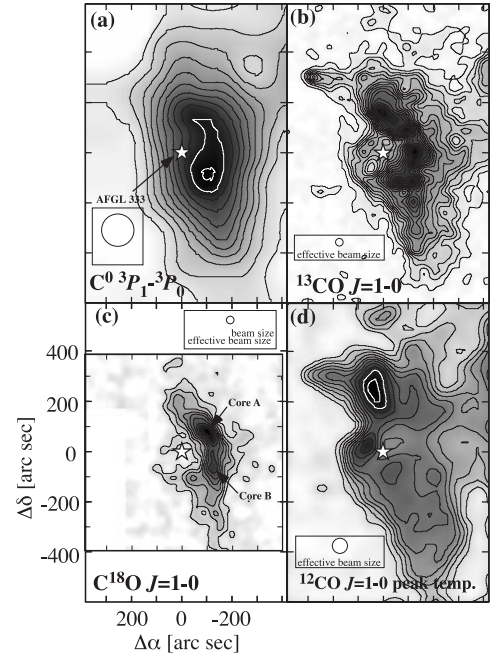 (a)
AFGL 333
C⁰ ³P₁-³P₀
(b)
effective beam size
¹³CO J=1-0
(c)
beam size
effective beam size
Core A
Core B
C¹⁸O J=1-0
(d)
effective beam size
¹²CO J=1-0 peak temp.
400
200
0
-200
-400
Δδ [arc sec]
200 0 -200
Δα [arc sec]